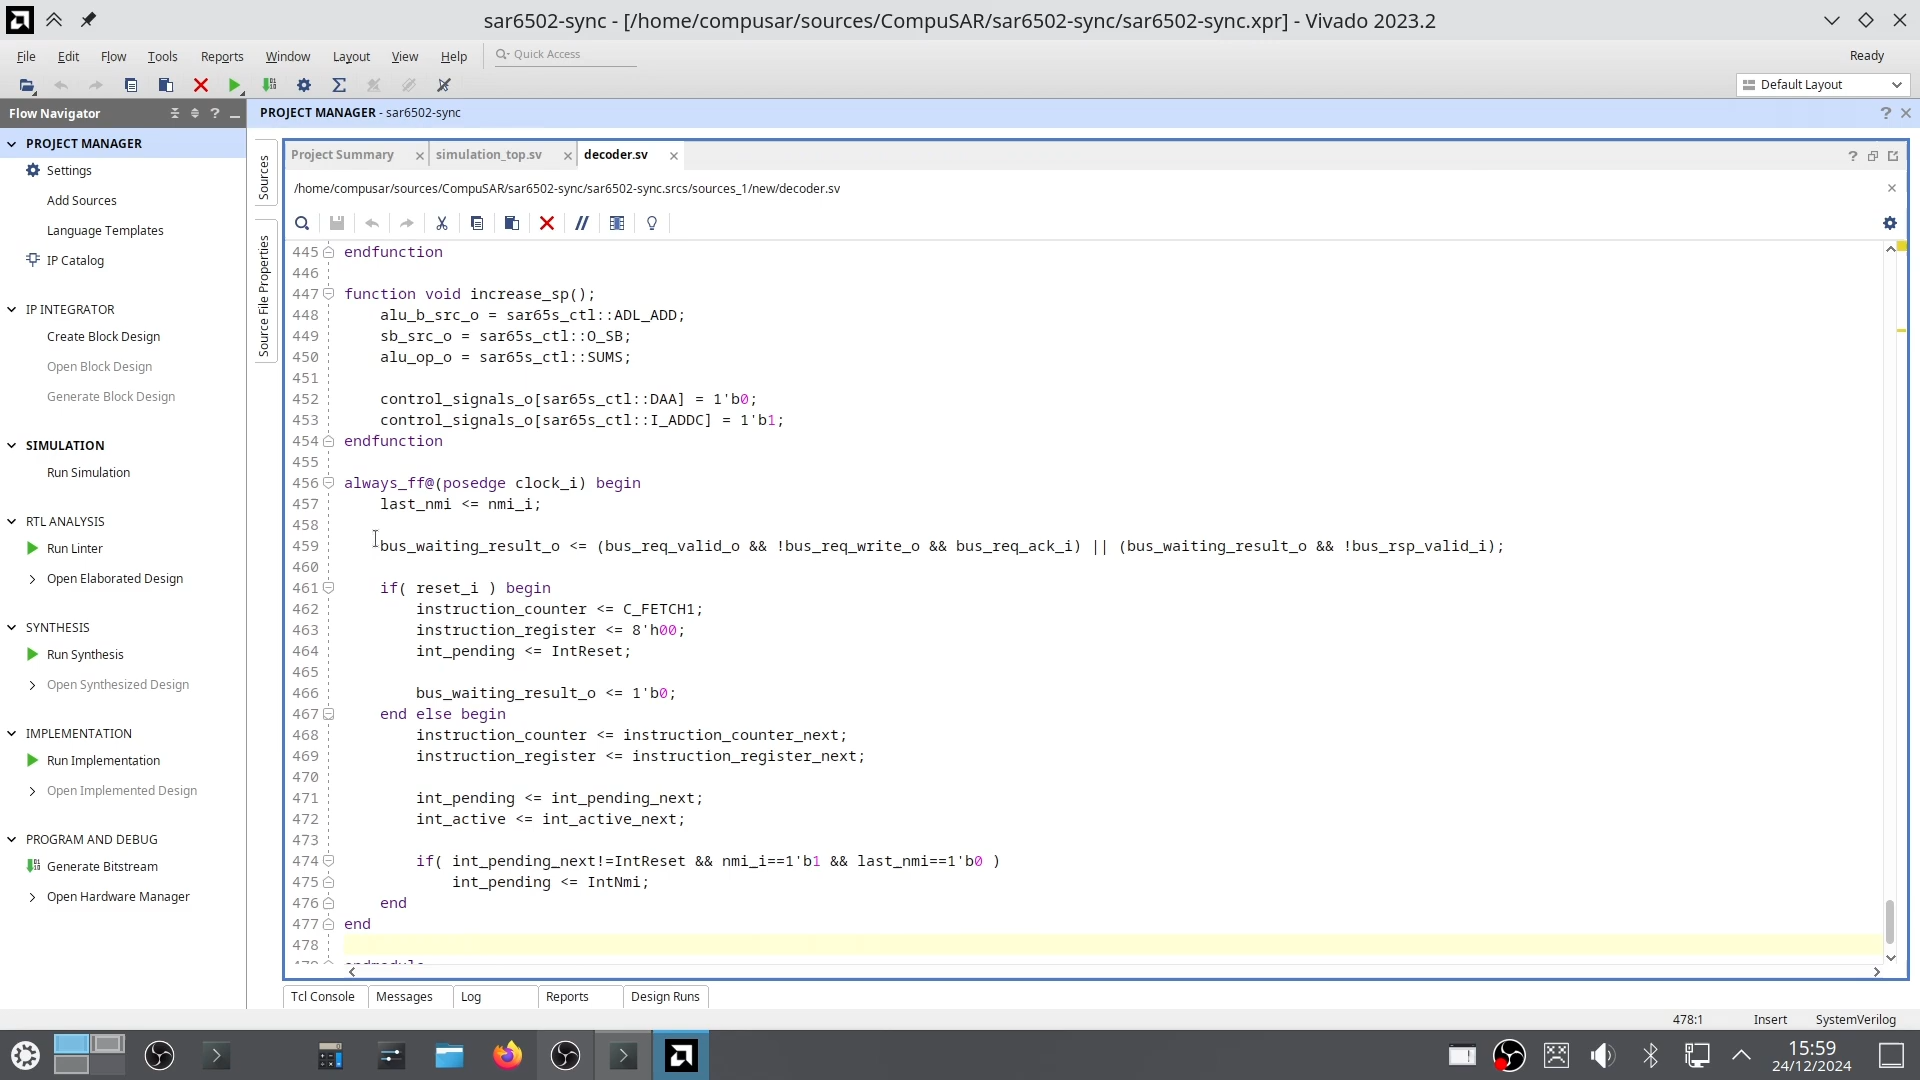 sar6502-sync - [/home/compusar/sources/CompuSAR/sar6502-sync/sar6502-sync.xpr] - Vivado 2023.2
File Edit Flow Tools Reports Window Layout View Help Quick Access Ready
Default Layout
Flow Navigator
PROJECT MANAGER - sar6502-sync
PROJECT MANAGER
Settings
Add Sources
Language Templates
IP Catalog
IP INTEGRATOR
Create Block Design
Open Block Design
Generate Block Design
SIMULATION
Run Simulation
RTL ANALYSIS
Run Linter
Open Elaborated Design
SYNTHESIS
Run Synthesis
Open Synthesized Design
IMPLEMENTATION
Run Implementation
Open Implemented Design
PROGRAM AND DEBUG
Generate Bitstream
Open Hardware Manager
Sources
Source File Properties
Project Summary simulation_top.sv decoder.sv
/home/compusar/sources/CompuSAR/sar6502-sync/sar6502-sync.srcs/sources_1/new/decoder.sv
445 endfunction
446
447 function void increase_sp();
448 alu_b_src_o = sar65s_ctl::ADL_ADD;
449 sb_src_o = sar65s_ctl::O_SB;
450 alu_op_o = sar65s_ctl::SUMS;
451
452 control_signals_o[sar65s_ctl::DAA] = 1'b0;
453 control_signals_o[sar65s_ctl::I_ADDC] = 1'b1;
454 endfunction
455
456 always_ff@(posedge clock_i) begin
457 last_nmi <= nmi_i;
458
459 bus_waiting_result_o <= (bus_req_valid_o && !bus_req_write_o && bus_req_ack_i) || (bus_waiting_result_o && !bus_rsp_valid_i);
460
461 if( reset_i ) begin
462 instruction_counter <= C_FETCH1;
463 instruction_register <= 8'h00;
464 int_pending <= IntReset;
465
466 bus_waiting_result_o <= 1'b0;
467 end else begin
468 instruction_counter <= instruction_counter_next;
469 instruction_register <= instruction_register_next;
470
471 int_pending <= int_pending_next;
472 int_active <= int_active_next;
473
474 if( int_pending_next!=IntReset && nmi_i==1'b1 && last_nmi==1'b0 )
475 int_pending <= IntNmi;
476 end
477 end
478
479 endmodule
Tcl Console Messages Log Reports Design Runs
478:1 Insert SystemVerilog
15:59
24/12/2024